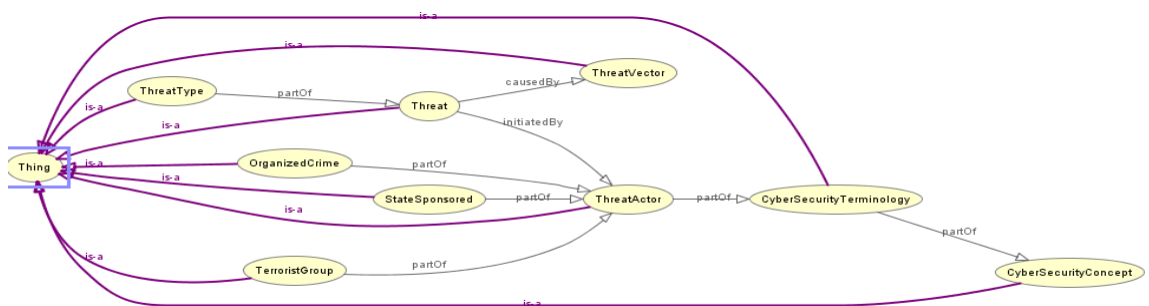 is-a
is-a
ThreatVector
causedBy
ThreatType
partOf
is-a
Threat
is-a
initiatedBy
Thing
is-a
OrganizedCrime
partOf
is-a
StateSponsored
partOf
ThreatActor
partOf
CyberSecurityTerminology
is-a
partOf
is-a
TerroristGroup
partOf
CyberSecurityConcept
is-a